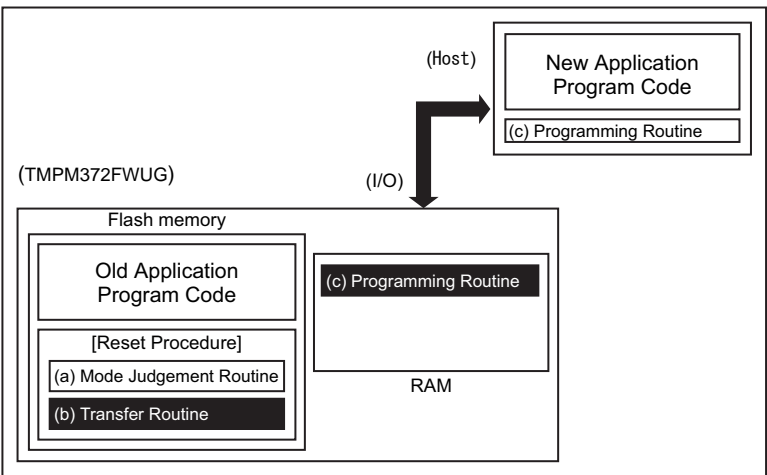 (Host)
New Application
Program Code
(c) Programming Routine
(TMPM372FWUG)
(I/O)
Flash memory
Old Application
Program Code
[Reset Procedure]
(a) Mode Judgement Routine
(b) Transfer Routine
(c) Programming Routine
RAM